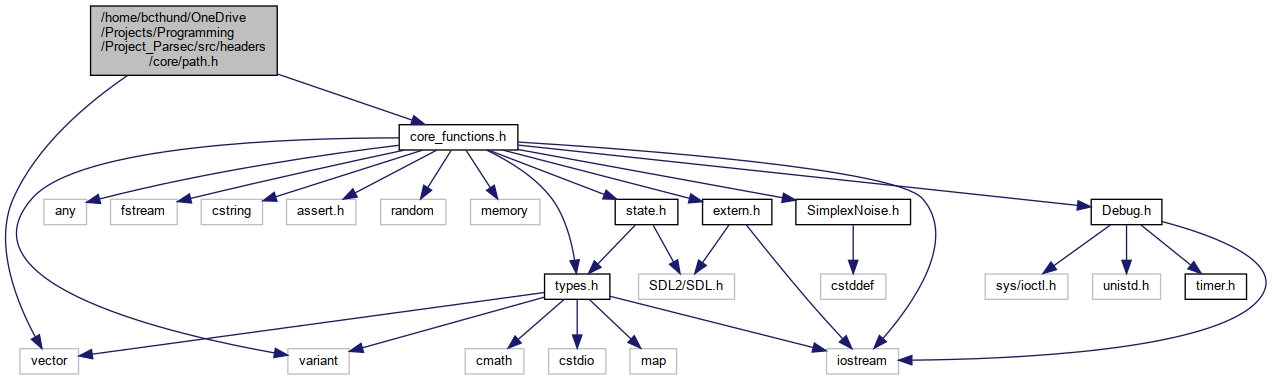 /home/bcthund/OneDrive
/Projects/Programming
/Project_Parsec/src/headers
/core/path.h
core_functions.h
any
fstream
cstring
assert.h
random
memory
state.h
extern.h
SimplexNoise.h
Debug.h
types.h
SDL2/SDL.h
cstddef
sys/ioctl.h
unistd.h
timer.h
vector
variant
cmath
cstdio
map
iostream